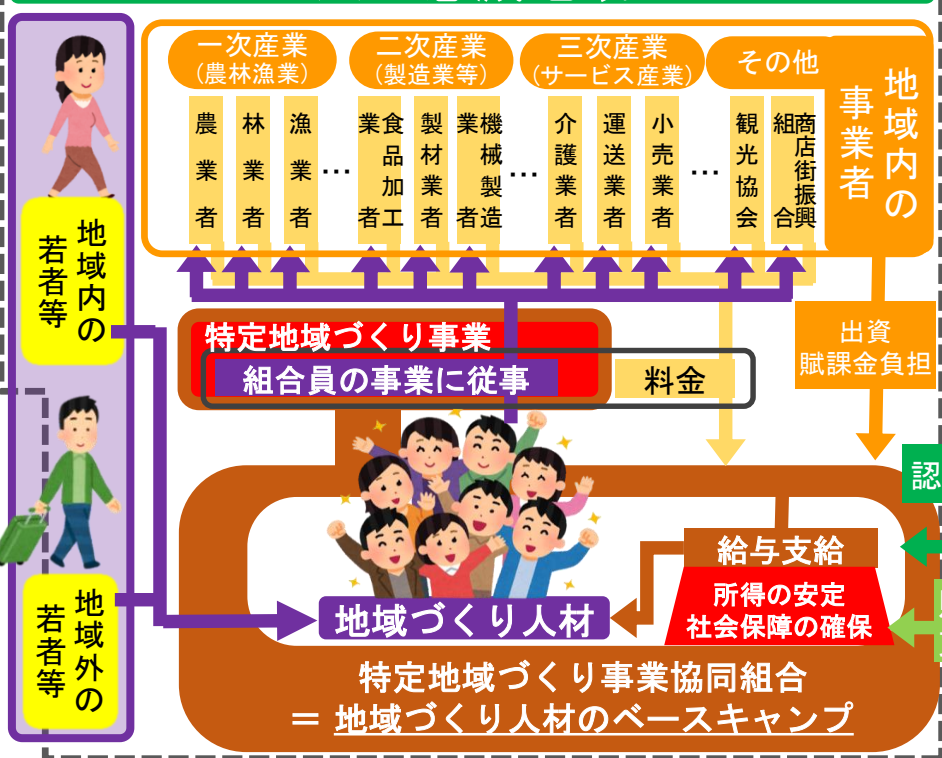 一次産業
(農林漁業)
二次産業
(製造業等)
三次産業
(サービス産業)
その他
地域内の
事業者
農業者
林業者
漁業者
…
食品加工
業者
製材業者
機械製造
業者
…
介護業者
運送業者
小売業者
…
観光協会
商店街振興
組合
地域内の
若者等
特定地域づくり事業
組合員の事業に従事
料金
出資
賦課金負担
認
給与支給
所得の安定
社会保障の確保
地域づくり人材
地域外の
若者等
特定地域づくり事業協同組合
＝ 地域づくり人材のベースキャンプ